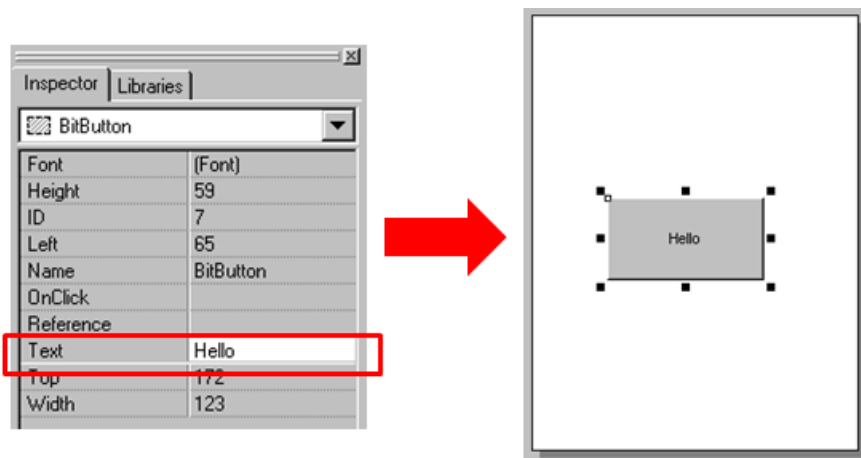 Inspector Libraries
BitButton
Font (Font)
Height 59
ID 7
Left 65
Name BitButton
OnClick
Reference
Text Hello
Top 172
Width 123
Hello